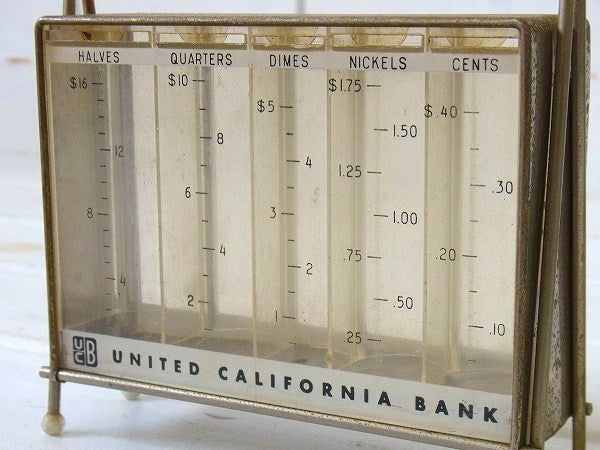 HALVES QUARTERS DIMES NICKELS CENTS
$16 $10 $5 $1.75 $.40
12 8 4 1.50 .30
8 6 3 1.25 .20
4 4 2 1.00 .10
2 1 .75
.50
.25
UCB UNITED CALIFORNIA BANK